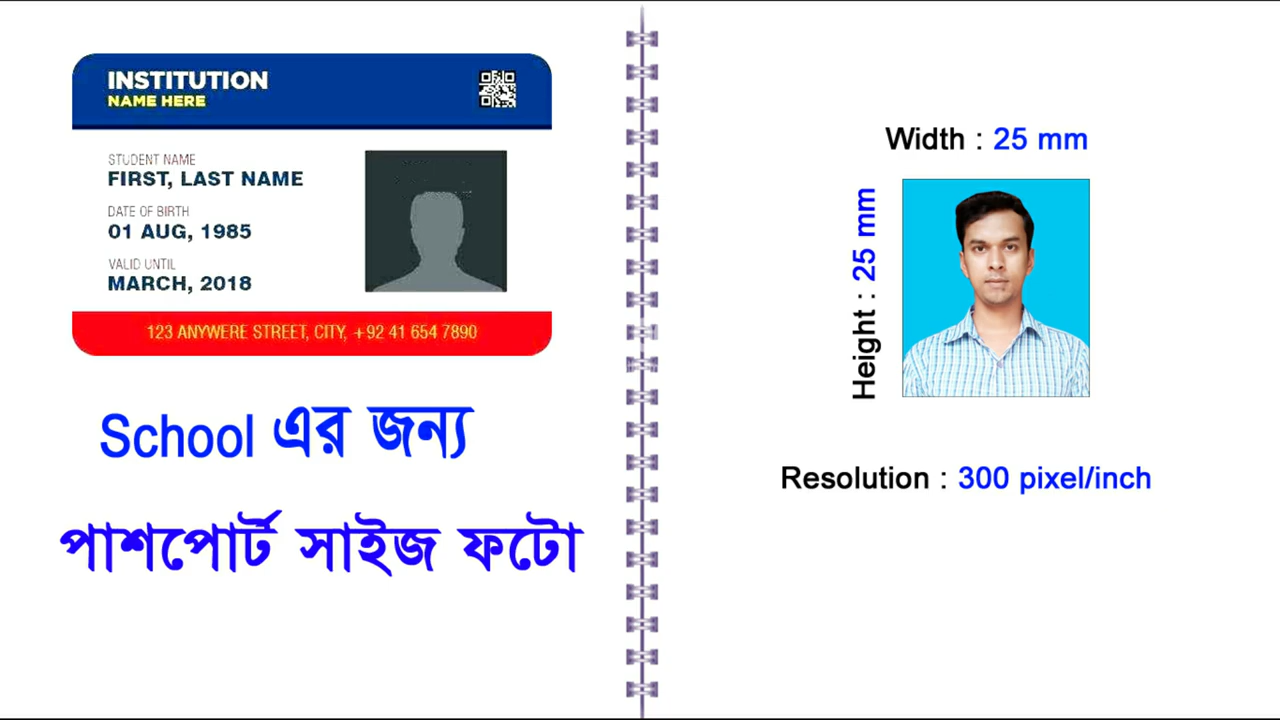 INSTITUTION
NAME HERE
STUDENT NAME
FIRST, LAST NAME
DATE OF BIRTH
01 AUG, 1985
VALID UNTIL
MARCH, 2018
123 ANYWERE STREET, CITY, +92 41 654 7890
School এর জন্য
পাশপোর্ট সাইজ ফটো
Width : 25 mm
Height : 25 mm
Resolution : 300 pixel/inch